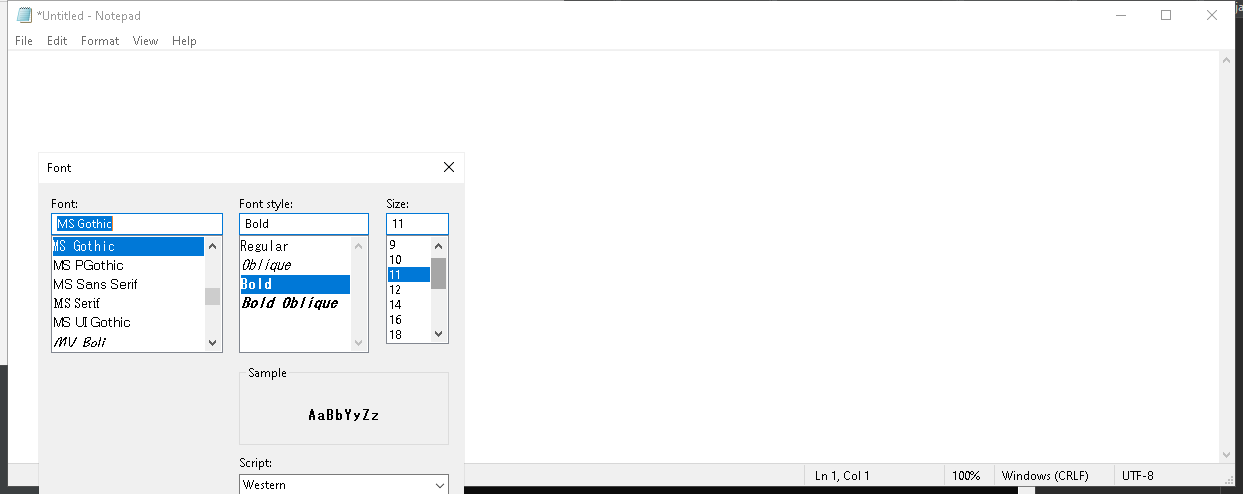 *Untitled - Notepad
File Edit Format View Help
Font
Font: Font style: Size:
MS Gothic Bold 11
MS Gothic Regular 9
MS PGothic Oblique 10
MS Sans Serif Bold 11
MS Serif Bold Oblique 12
MS UI Gothic 14
MV Boli 16
18
Sample
AaBbYyZz
Script:
Western
Ln 1, Col 1 100% Windows (CRLF) UTF-8